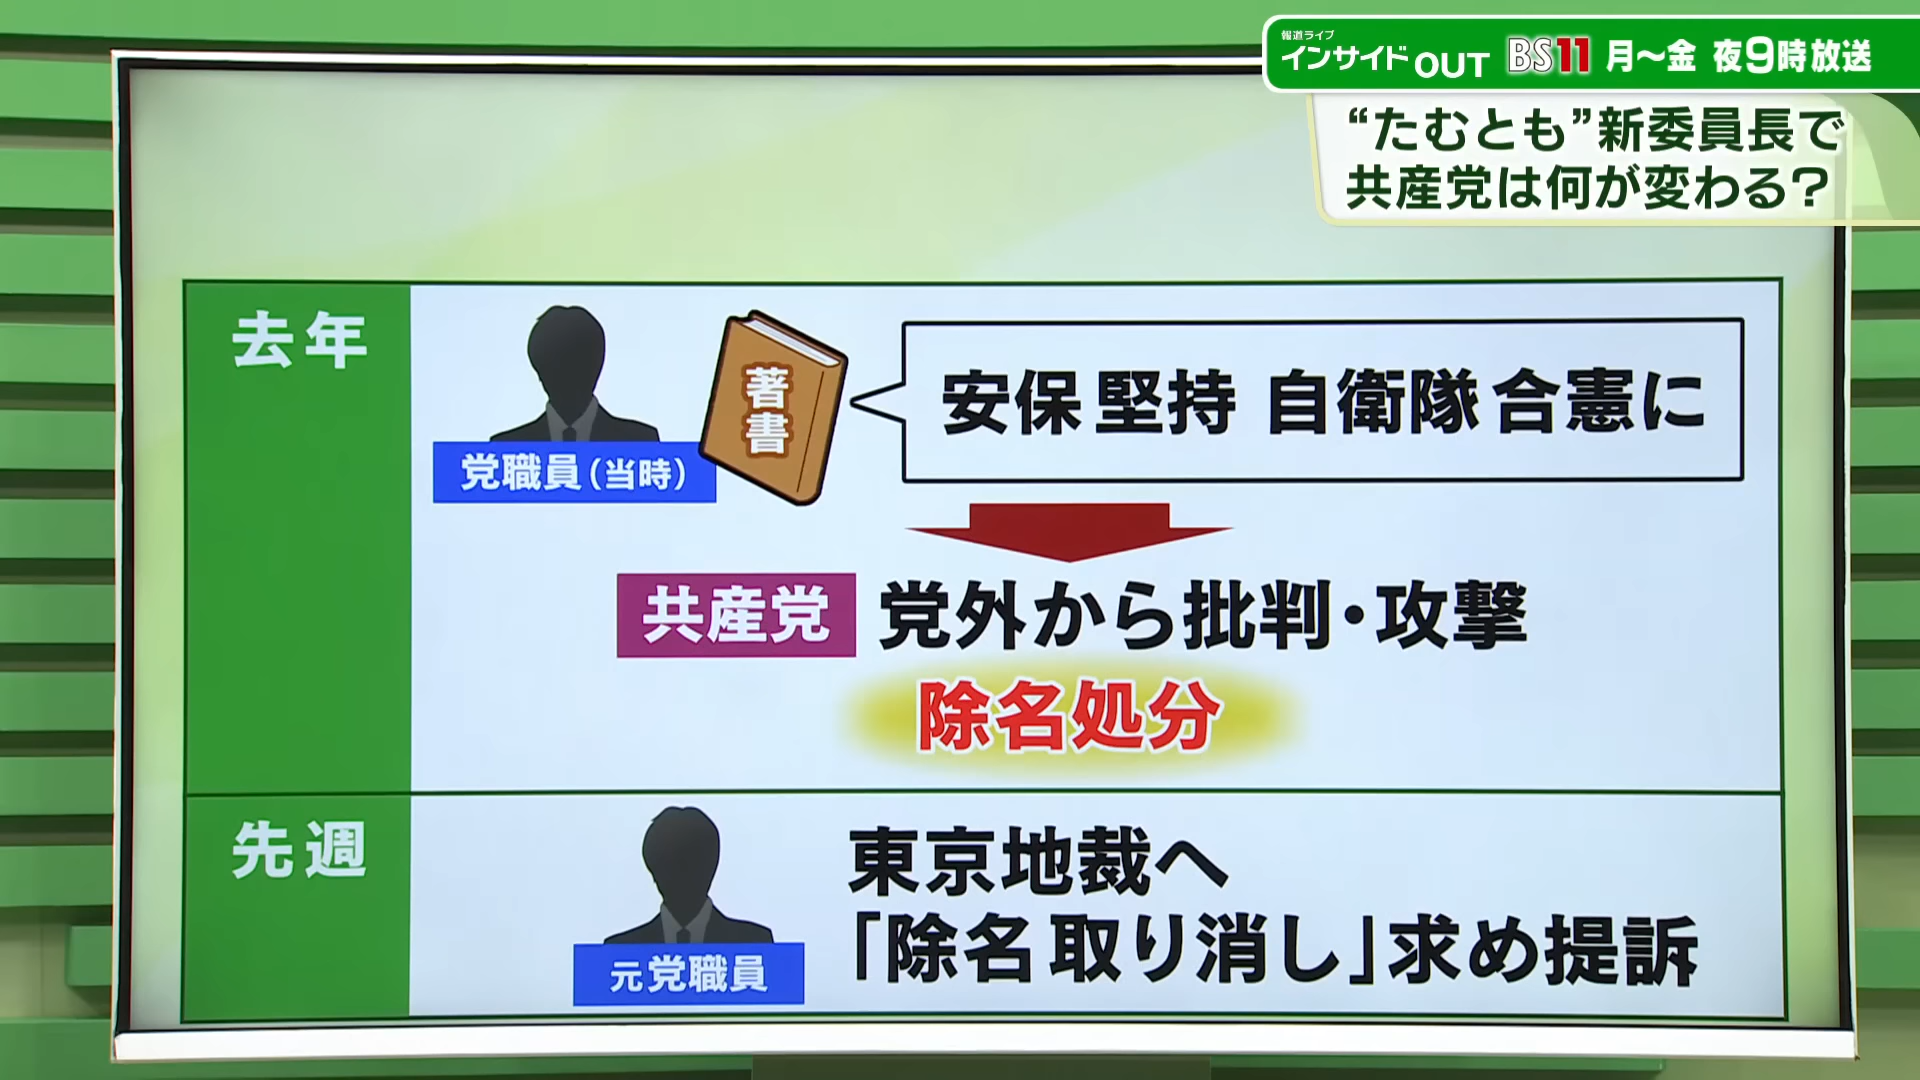 報道ライブ
インサイドOUT BS11 月～金 夜9時放送
“たむとも”新委員長で
共産党は何が変わる？
去年
著書
安保堅持 自衛隊合憲に
党職員（当時）
共産党 党外から批判・攻撃
除名処分
先週
東京地裁へ
「除名取り消し」求め提訴
元党職員